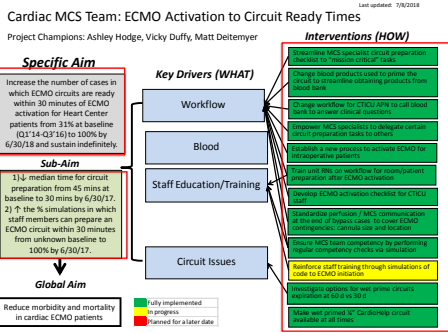 Last updated: 7/8/2018
Cardiac MCS Team: ECMO Activation to Circuit Ready Times
Project Champions: Ashley Hodge, Vicky Duffy, Matt Deitemyer
Specific Aim
Increase the number of cases in
which ECMO circuits are ready
within 30 minutes of ECMO
activation for Heart Center
patients from 31% at baseline
(Q1'14-Q3'16) to 100% by
6/30/18 and sustain indefinitely.
Sub-Aim
1)↓ median time for circuit
preparation from 45 mins at
baseline to 30 mins by 6/30/17.
2) ↑ the % simulations in which
staff members can prepare an
ECMO circuit within 30 minutes
from unknown baseline to
100% by 6/30/17.
Global Aim
Reduce morbidity and mortality
in cardiac ECMO patients
Key Drivers (WHAT)
Workflow
Blood
Staff Education/Training
Circuit Issues
Fully implemented
In progress
Planned for a later date
Interventions (HOW)
Streamline MCS specialist circuit preparation
checklist to "mission critical" tasks
Change blood products used to prime the
circuit to streamline obtaining products from
blood bank
Change workflow for CTICU APN to call blood
bank to answer clinical questions
Empower MCS specialists to delegate certain
circuit preparation tasks to others
Establish a new process to activate ECMO for
intraoperative patients
Train unit RNs on workflow for room/patient
preparation after ECMO activation
Develop ECMO activation checklist for CTICU
staff
Standardize perfusion / MCS communication
at the end of bypass cases to cover ECMO
contingencies: cannula size and location
Ensure MCS team competency by performing
regular competency checks via simulation
Reinforce staff training through simulations of
code to ECMO initiation
Investigate options for wet prime circuits
expiration at 60 d vs 30 d
Make wet primed ⅜" CardioHelp circuit
available at all times